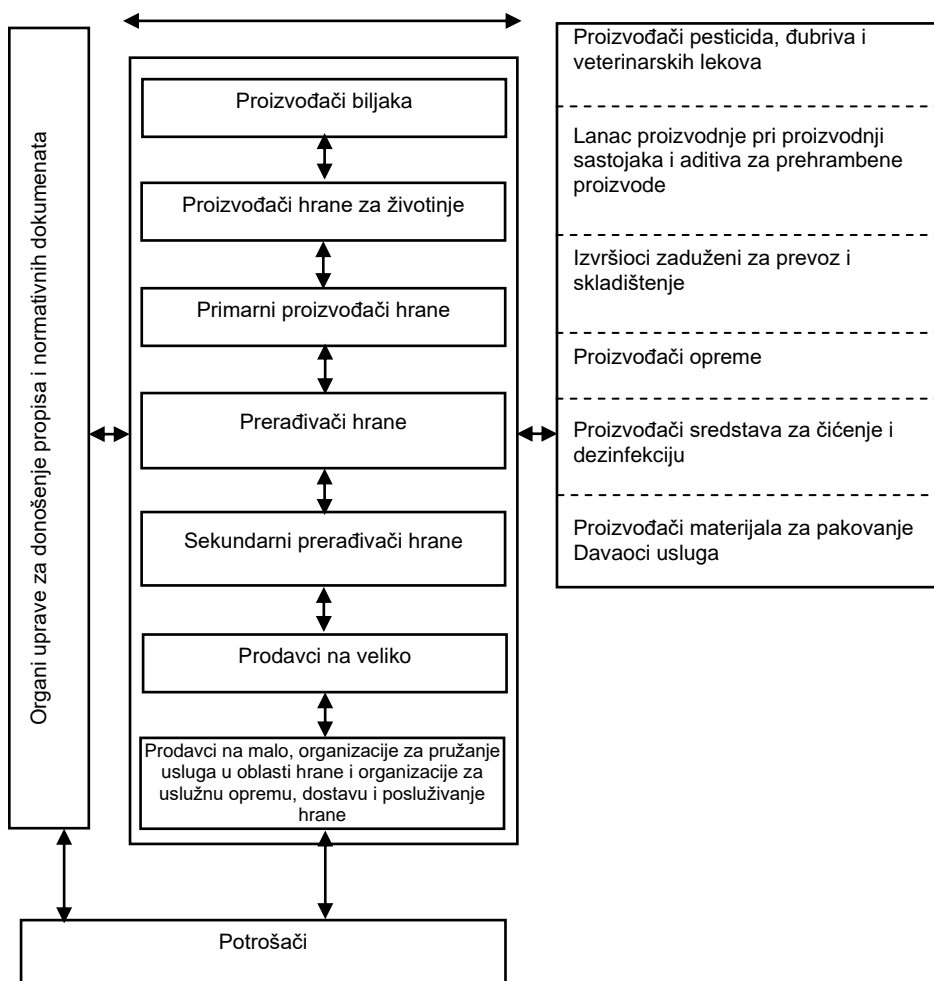 Organi uprave za donošenje propisa i normativnih dokumenata
Proizvođači biljaka
Proizvođači hrane za životinje
Primarni proizvođači hrane
Prerađivači hrane
Sekundarni prerađivači hrane
Prodavci na veliko
Prodavci na malo, organizacije za pružanje
usluga u oblasti hrane i organizacije za
uslužnu opremu, dostavu i posluživanje
hrane
Proizvođači pesticida, đubriva i
veterinarskih lekova
Lanac proizvodnje pri proizvodnji
sastojaka i aditiva za prehrambene
proizvode
Izvršioci zaduženi za prevoz i
skladištenje
Proizvođači opreme
Proizvođači sredstava za čićenje i
dezinfekciju
Proizvođači materijala za pakovanje
Davaoci usluga
Potrošači